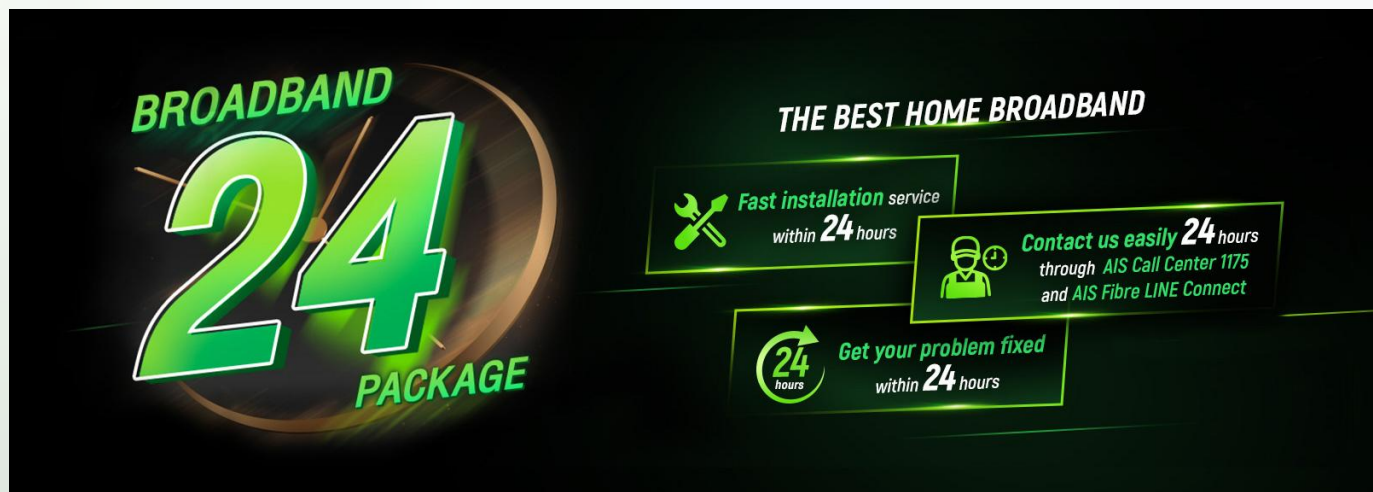 BROADBAND
24
PACKAGE
THE BEST HOME BROADBAND
Fast installation service
within 24 hours
Contact us easily 24 hours
through AIS Call Center 1175
and AIS Fibre LINE Connect
24
hours
Get your problem fixed
within 24 hours